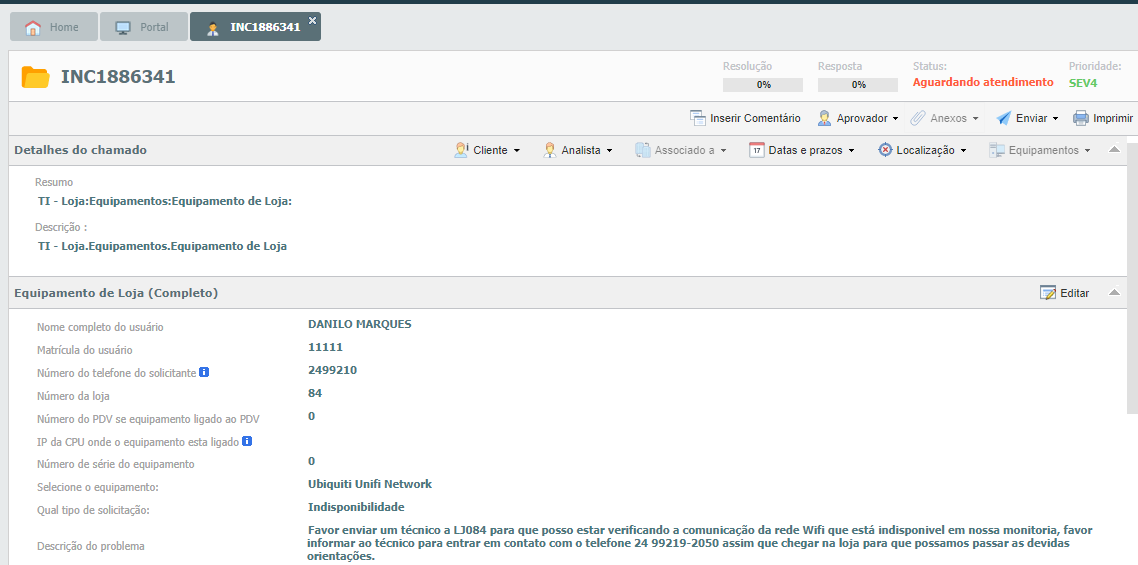 Home
Portal
INC1886341
INC1886341
Resolução
0%
Resposta
0%
Status:
Aguardando atendimento
Prioridade:
SEV4
Inserir Comentário
Aprovador
Anexos
Enviar
Imprimir
Detalhes do chamado
Cliente
Analista
Associado a
17
Datas e prazos
Localização
Equipamentos
Resumo
TI - Loja:Equipamentos:Equipamento de Loja:
Descrição :
TI - Loja.Equipamentos.Equipamento de Loja
Equipamento de Loja (Completo)
Editar
Nome completo do usuário
DANILO MARQUES
Matrícula do usuário
11111
Número do telefone do solicitante
2499210
Número da loja
84
Número do PDV se equipamento ligado ao PDV
0
IP da CPU onde o equipamento esta ligado
Número de série do equipamento
0
Selecione o equipamento:
Ubiquiti Unifi Network
Qual tipo de solicitação:
Indisponibilidade
Descrição do problema
Favor enviar um técnico a LJ084 para que posso estar verificando a comunicação da rede Wifi que está indisponivel em nossa monitoria, favor
informar ao técnico para entrar em contato com o telefone 24 99219-2050 assim que chegar na loja para que possamos passar as devidas
orientações.